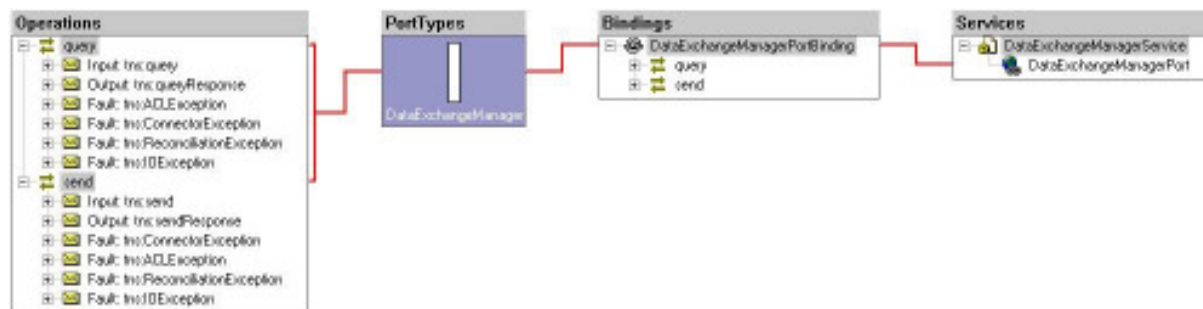 Operations
query
Input: tns:query
Output: tns:queryResponse
Fault: tns:ACLException
Fault: tns:ConnectorException
Fault: tns:ReconciliationException
Fault: tns:IOException
send
Input: tns:send
Output: tns:sendResponse
Fault: tns:ConnectorException
Fault: tns:ACLException
Fault: tns:ReconciliationException
Fault: tns:IOException
PortTypes
DataExchangeManager
Bindings
DataExchangeManagerPortBinding
query
send
Services
DataExchangeManagerService
DataExchangeManagerPort